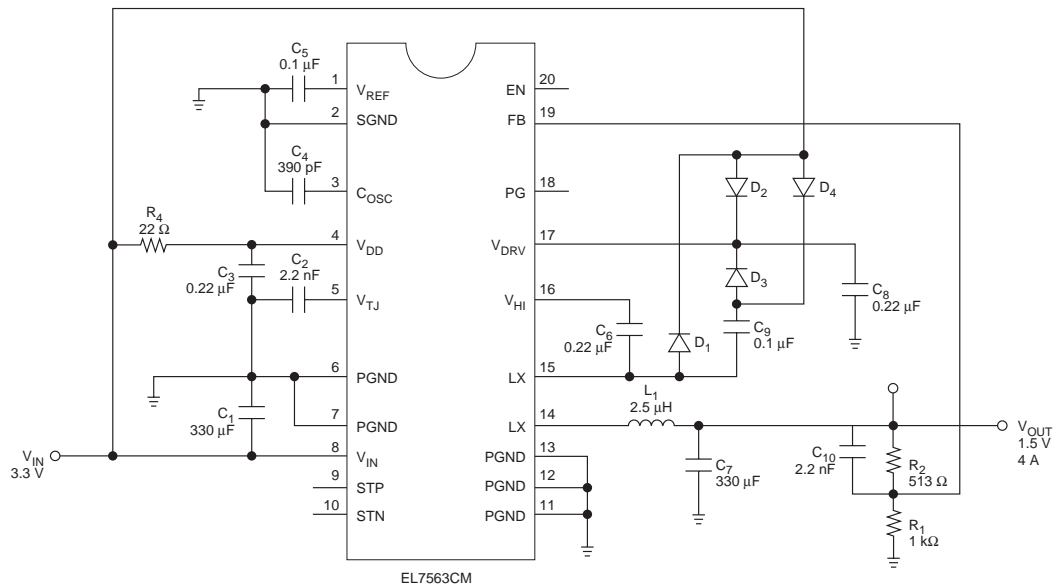 C5
0.1 μF
1
VREF
2
SGND
C4
390 pF
3
COSC
R4
22 Ω
4
VDD
C3
0.22 μF
C2
2.2 nF
5
VTJ
6
PGND
C1
330 μF
7
PGND
VIN
3.3 V
8
VIN
9
STP
10
STN
20
EN
19
FB
18
PG
D2
D4
17
VDRV
D3
C8
0.22 μF
16
VHI
C6
0.22 μF
D1
C9
0.1 μF
15
LX
L1
2.5 μH
14
LX
VOUT
1.5 V
4 A
C7
330 μF
C10
2.2 nF
R2
513 Ω
13
PGND
12
PGND
11
PGND
R1
1 kΩ
EL7563CM